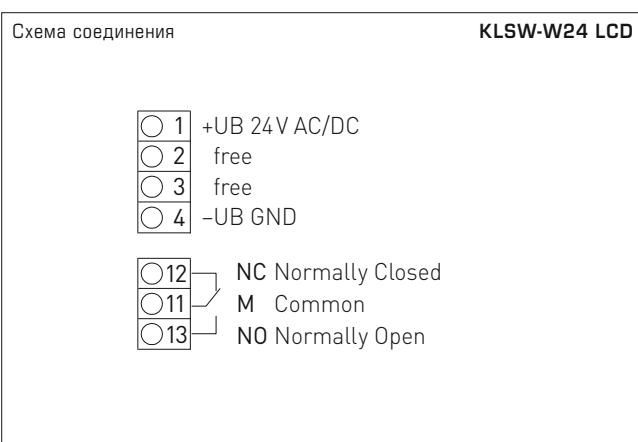 Схема соединения KLSW-W24 LCD
1 +UB 24V AC/DC
2 free
3 free
4 –UB GND
12 NC Normally Closed
11 M Common
13 NO Normally Open